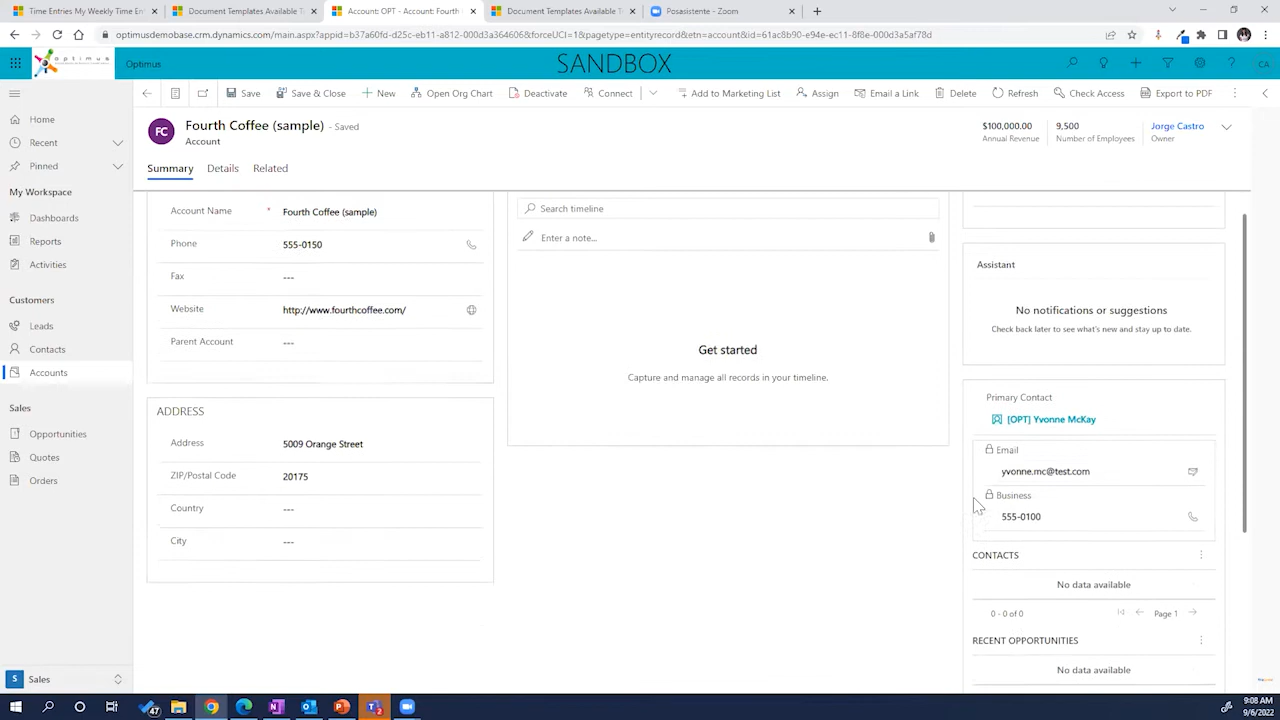 Time Entries My Weekly Time Ent
Document Templates Available T
Account: OPT - Account: Fourth
Document Templates Available T
Posasistente - Zoom
optimusdemobase.crm.dynamics.com/main.aspx?appid=b37a60fd-d25c-eb11-a812-000d3a364606&forceUCI=1&pagetype=entityrecord&etn=account&id=61ac8b90-c94e-ec11-8f8e-000d3a5af78d
optimus
Optimus
SANDBOX
CA
Save
Save & Close
New
Open Org Chart
Deactivate
Connect
Add to Marketing List
Assign
Email a Link
Delete
Refresh
Check Access
Export to PDF
Home
Recent
Pinned
My Workspace
Dashboards
Reports
Activities
Customers
Leads
Contacts
Accounts
Sales
Opportunities
Quotes
Orders
S Sales
FC
Fourth Coffee (sample) - Saved
Account
$100,000.00
Annual Revenue
9,500
Number of Employees
Jorge Castro
Owner
Summary Details Related
Account Name * Fourth Coffee (sample)
Phone 555-0150
Fax ---
Website http://www.fourthcoffee.com/
Parent Account ---
ADDRESS
Address 5009 Orange Street
ZIP/Postal Code 20175
Country ---
City ---
Search timeline
Enter a note...
Get started
Capture and manage all records in your timeline.
Assistant
No notifications or suggestions
Check back later to see what's new and stay up to date.
Primary Contact
[OPT] Yvonne McKay
Email
yvonne.mc@test.com
Business
555-0100
CONTACTS
No data available
0 - 0 of 0 Page 1
RECENT OPPORTUNITIES
No data available
9:08 AM
9/6/2022